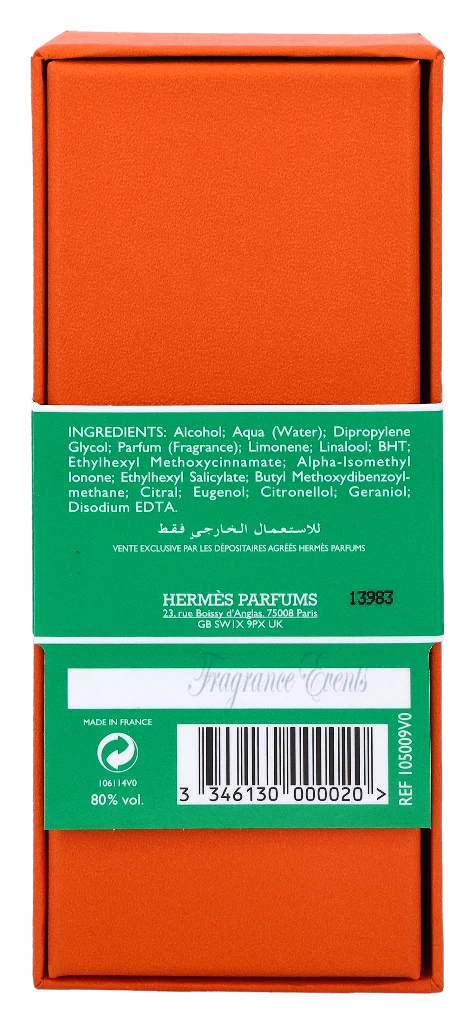 INGREDIENTS: Alcohol; Aqua (Water); Dipropylene
Glycol; Parfum (Fragrance); Limonene; Linalool; BHT;
Ethylhexyl Methoxycinnamate; Alpha-Isomethyl
Ionone; Ethylhexyl Salicylate; Butyl Methoxydibenzoyl-
methane; Citral; Eugenol; Citronellol; Geraniol;
Disodium EDTA.
للاستعمال الخارجي فقط
VENTE EXCLUSIVE PAR LES DÉPOSITAIRES AGRÉÉS HERMÈS PARFUMS
HERMÈS PARFUMS
13983
23, rue Boissy d'Anglas, 75008 Paris
GB SW1X 9PX UK
Fragrance Events
MADE IN FRANCE
106114V0
80% vol.
3 346130 000020 >
REF 105009V0